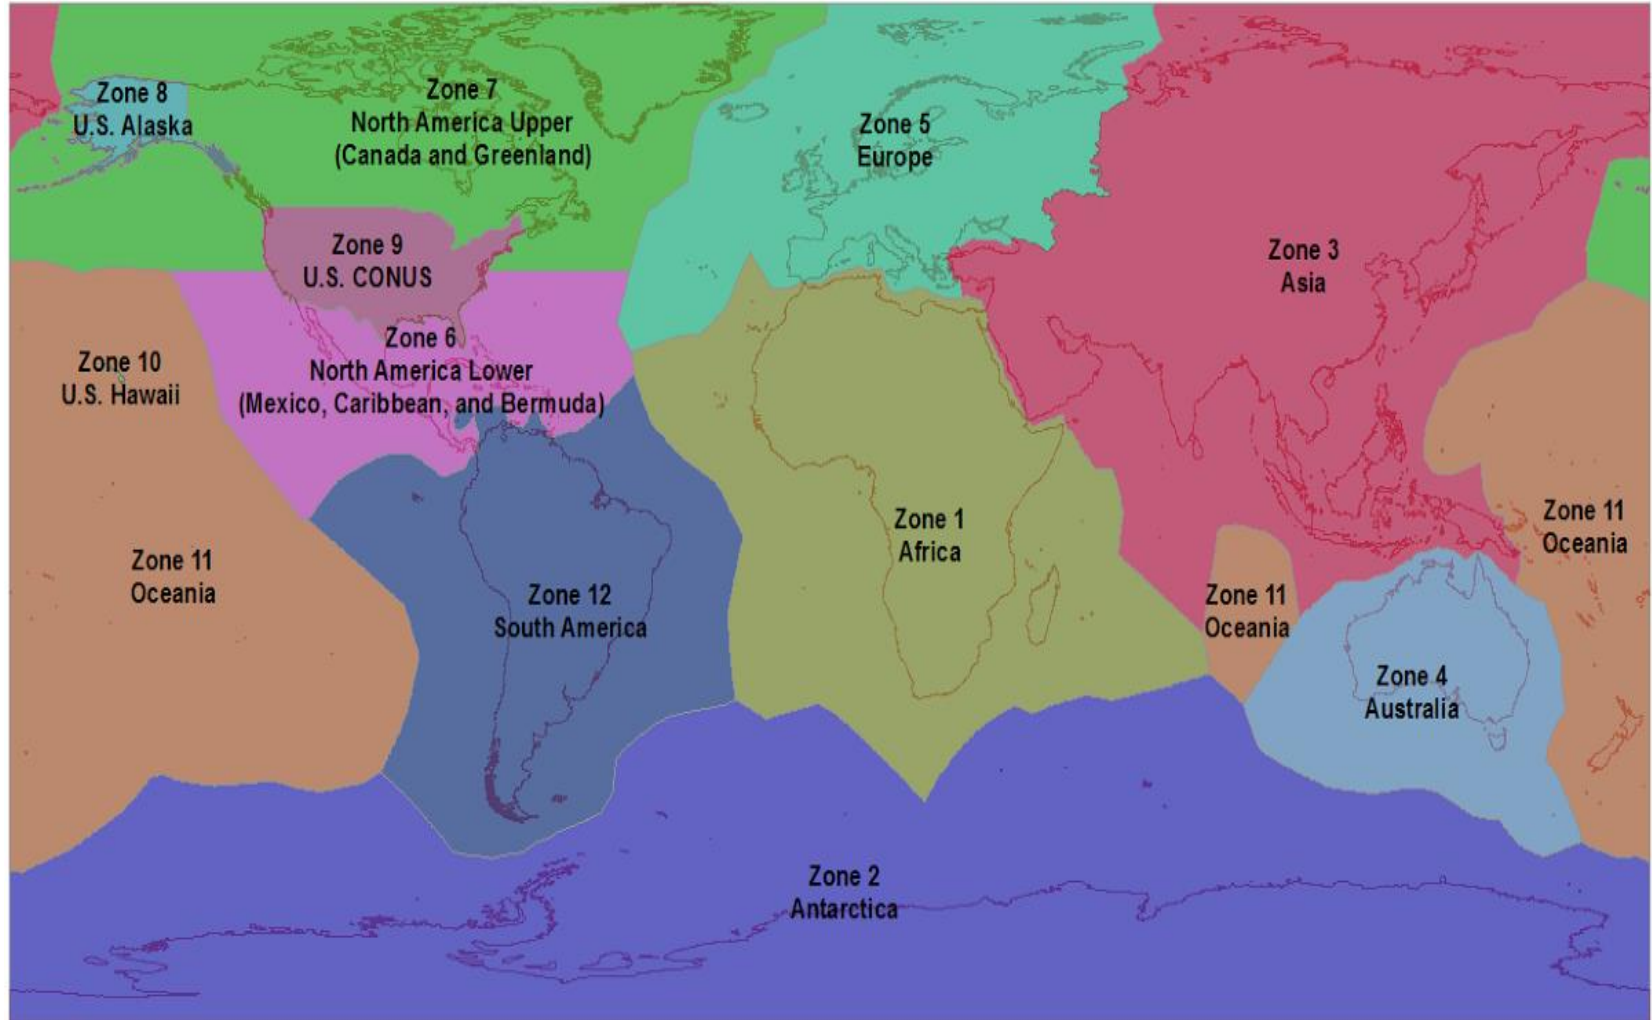 Zone 8
U.S. Alaska
Zone 7
North America Upper
(Canada and Greenland)
Zone 5
Europe
Zone 9
U.S. CONUS
Zone 3
Asia
Zone 10
U.S. Hawaii
Zone 6
North America Lower
(Mexico, Caribbean, and Bermuda)
Zone 11
Oceania
Zone 12
South America
Zone 1
Africa
Zone 11
Oceania
Zone 11
Oceania
Zone 4
Australia
Zone 2
Antarctica